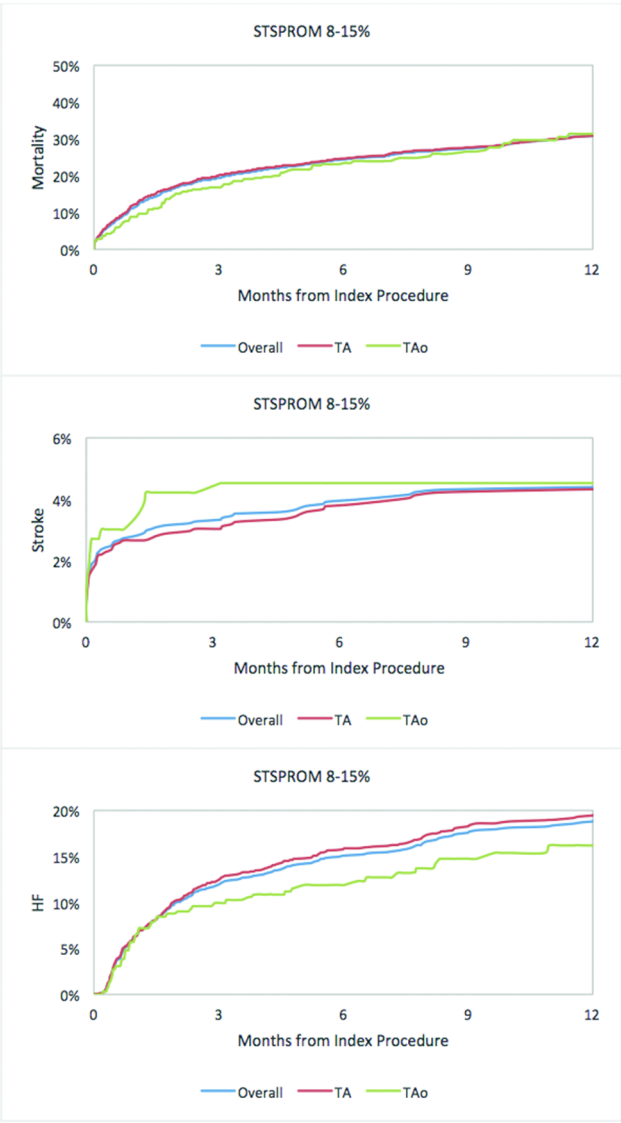 STSPROM 8-15%
50%
40%
30%
20%
10%
0%
Mortality
0 3 6 9 12
Months from Index Procedure
Overall TA TAo
STSPROM 8-15%
6%
4%
2%
0%
Stroke
0 3 6 9 12
Months from Index Procedure
Overall TA TAo
STSPROM 8-15%
20%
15%
10%
5%
0%
HF
0 3 6 9 12
Months from Index Procedure
Overall TA TAo